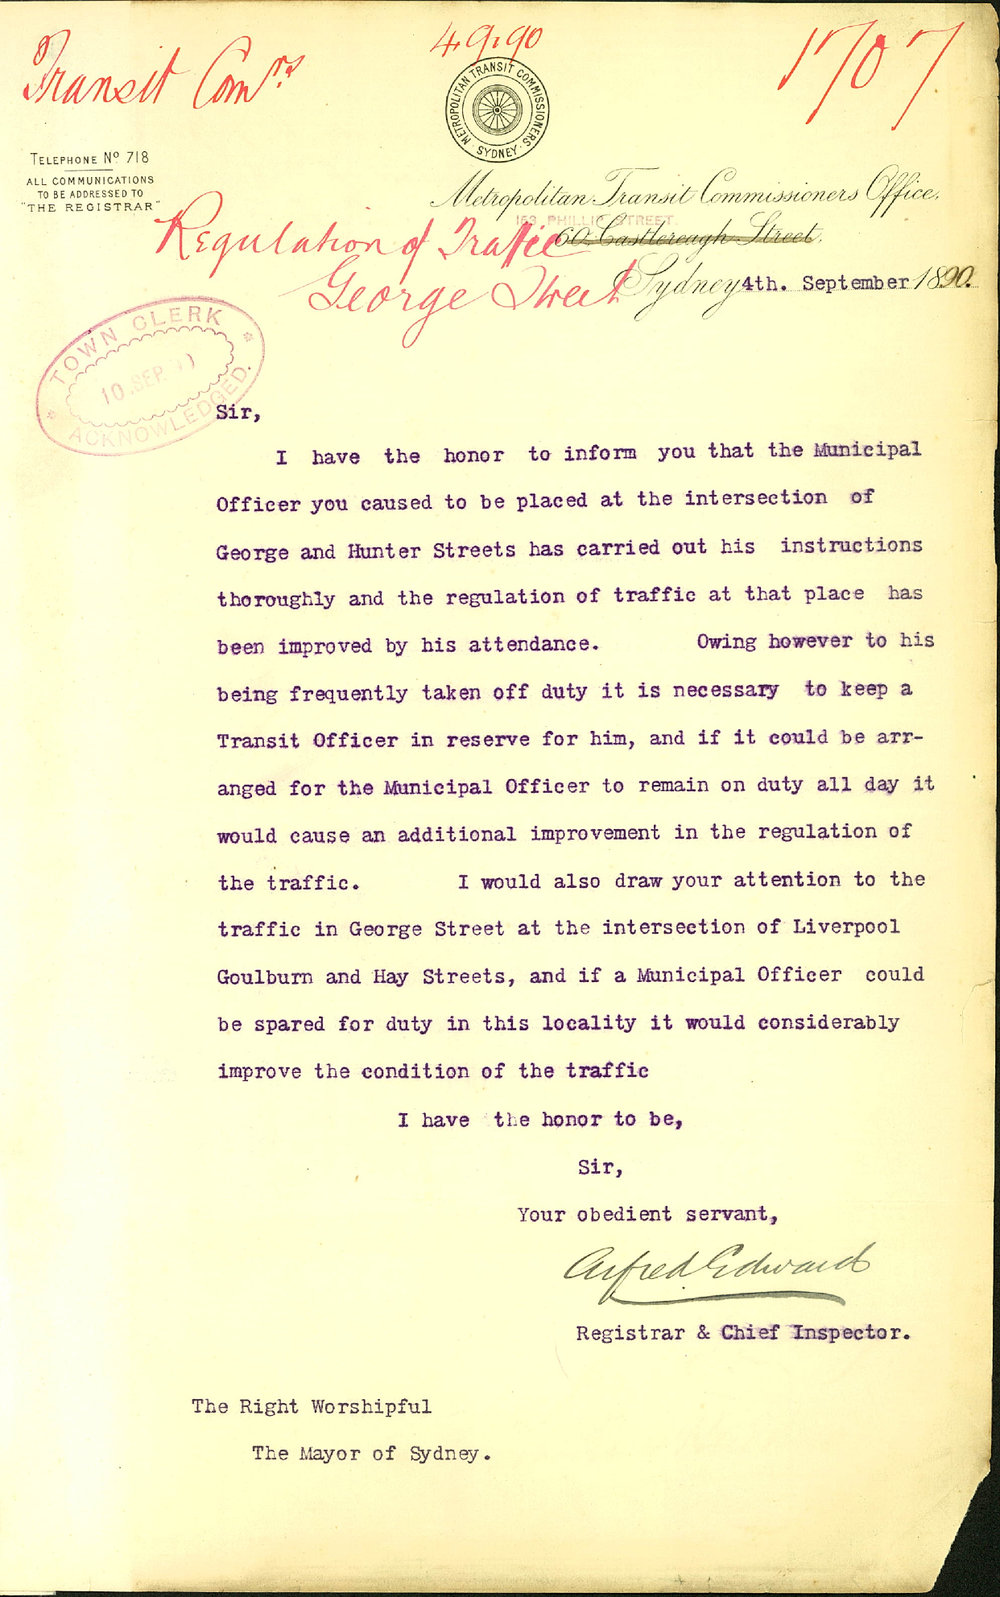 Transit Comrs.
4.9.90
1707
METROPOLITAN TRANSIT COMMISSIONERS
SYDNEY
TELEPHONE No 718
ALL COMMUNICATIONS
TO BE ADDRESSED TO
"THE REGISTRAR"
Metropolitan Transit Commissioners Office,
153 PHILLIP STREET.
60 Castlereagh Street,
Regulation of Traffic
George Street
Sydney 4th. September 1890.
TOWN CLERK
10 SEP. 90
ACKNOWLEDGED.
Sir,
I have the honor to inform you that the Municipal
Officer you caused to be placed at the intersection of
George and Hunter Streets has carried out his instructions
thoroughly and the regulation of traffic at that place has
been improved by his attendance. Owing however to his
being frequently taken off duty it is necessary to keep a
Transit Officer in reserve for him, and if it could be arr-
anged for the Municipal Officer to remain on duty all day it
would cause an additional improvement in the regulation of
the traffic. I would also draw your attention to the
traffic in George Street at the intersection of Liverpool
Goulburn and Hay Streets, and if a Municipal Officer could
be spared for duty in this locality it would considerably
improve the condition of the traffic
I have the honor to be,
Sir,
Your obedient servant,
Alfred Edward
Registrar & Chief Inspector.
The Right Worshipful
The Mayor of Sydney.